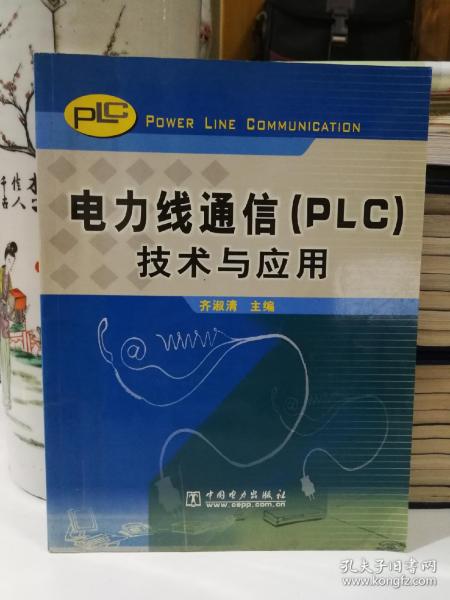 PLC
POWER LINE COMMUNICATION
电力线通信(PLC)
技术与应用
齐淑清 主编
@
WWW
@
中国电力出版社
www.cepp.com.cn
孔夫子旧书网
www.kongfz.com